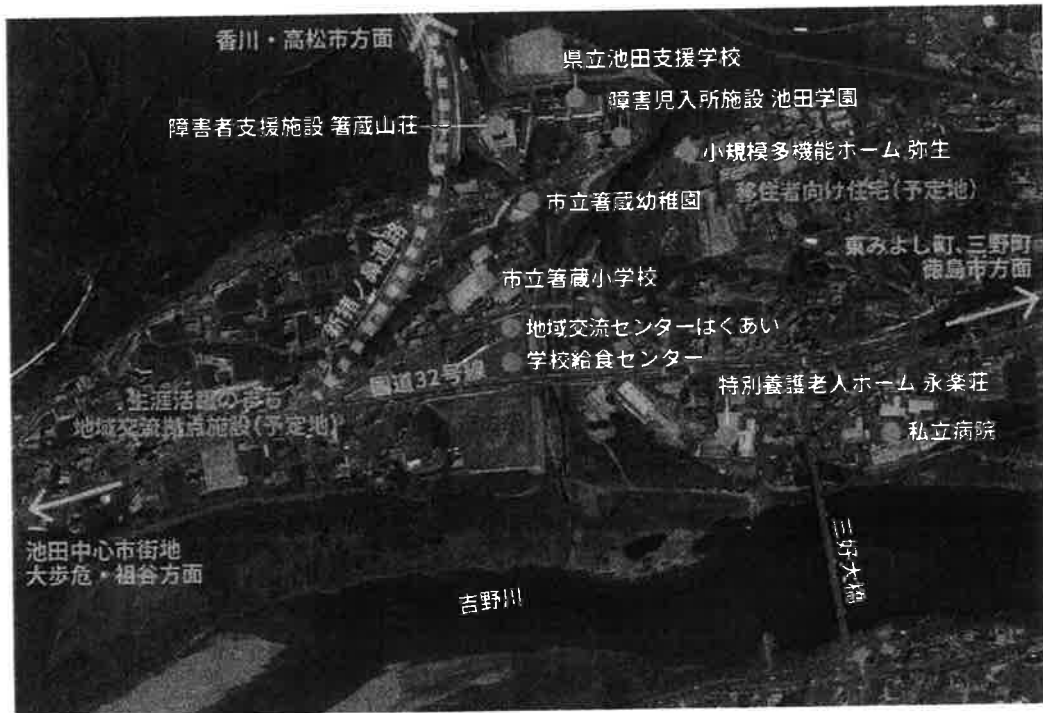 香川・高松市方面
県立池田支援学校
障害児入所施設 池田学園
障害者支援施設 箸蔵山荘
小規模多機能ホーム 弥生
移住者向け住宅(予定地)
市立箸蔵幼稚園
東みよし町、三野町
徳島市方面
新猪ノ鼻道路
市立箸蔵小学校
地域交流センターはくあい
学校給食センター
国道32号線
特別養護老人ホーム 永楽荘
生涯活躍のまち
地域交流拠点施設(予定地)
私立病院
池田中心市街地
大歩危・祖谷方面
吉野川
三好大橋